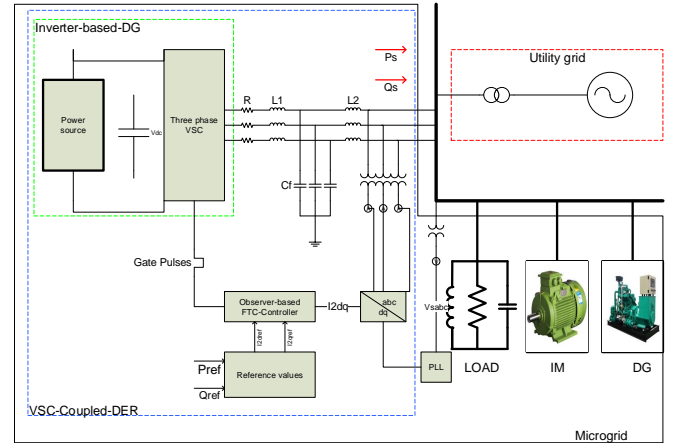 Inverter-based-DG
Power
source
Vdc
Three phase
VSC
R
L1
L2
Cf
Ps
Qs
Utility grid
Gate Pulses
Observer-based
FTC-Controller
I2dq
abc
dq
I2dref
I2qref
Pref
Qref
Reference values
PLL
Vsabc
LOAD
IM
DG
VSC-Coupled-DER
Microgrid